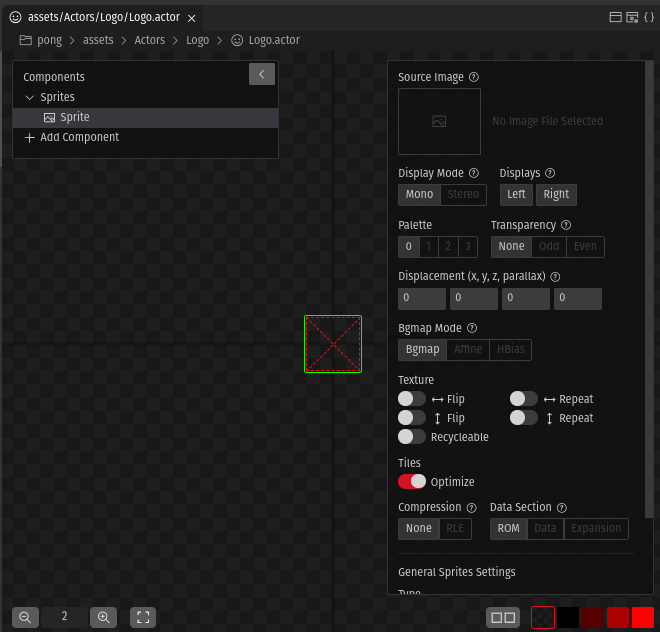 assets/Actors/Logo/Logo.actor
pong > assets > Actors > Logo > Logo.actor
Components
Sprites
Sprite
Add Component
Source Image
No Image File Selected
Display Mode Displays
Mono Stereo Left Right
Palette Transparency
0 1 2 3 None Odd Even
Displacement (x, y, z, parallax)
0 0 0 0
Bgmap Mode
Bgmap Affine HBias
Texture
Flip Repeat
Flip Repeat
Recycleable
Tiles
Optimize
Compression Data Section
None RLE ROM Data Expansion
General Sprites Settings
Type
2